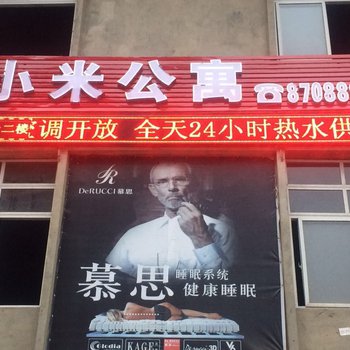 小米公寓 ☎87088
二楼 调开放 全天24小时热水供
R
DeRUCCI慕思
慕思 睡眠系统
健康睡眠
Clodia KAGE 3D